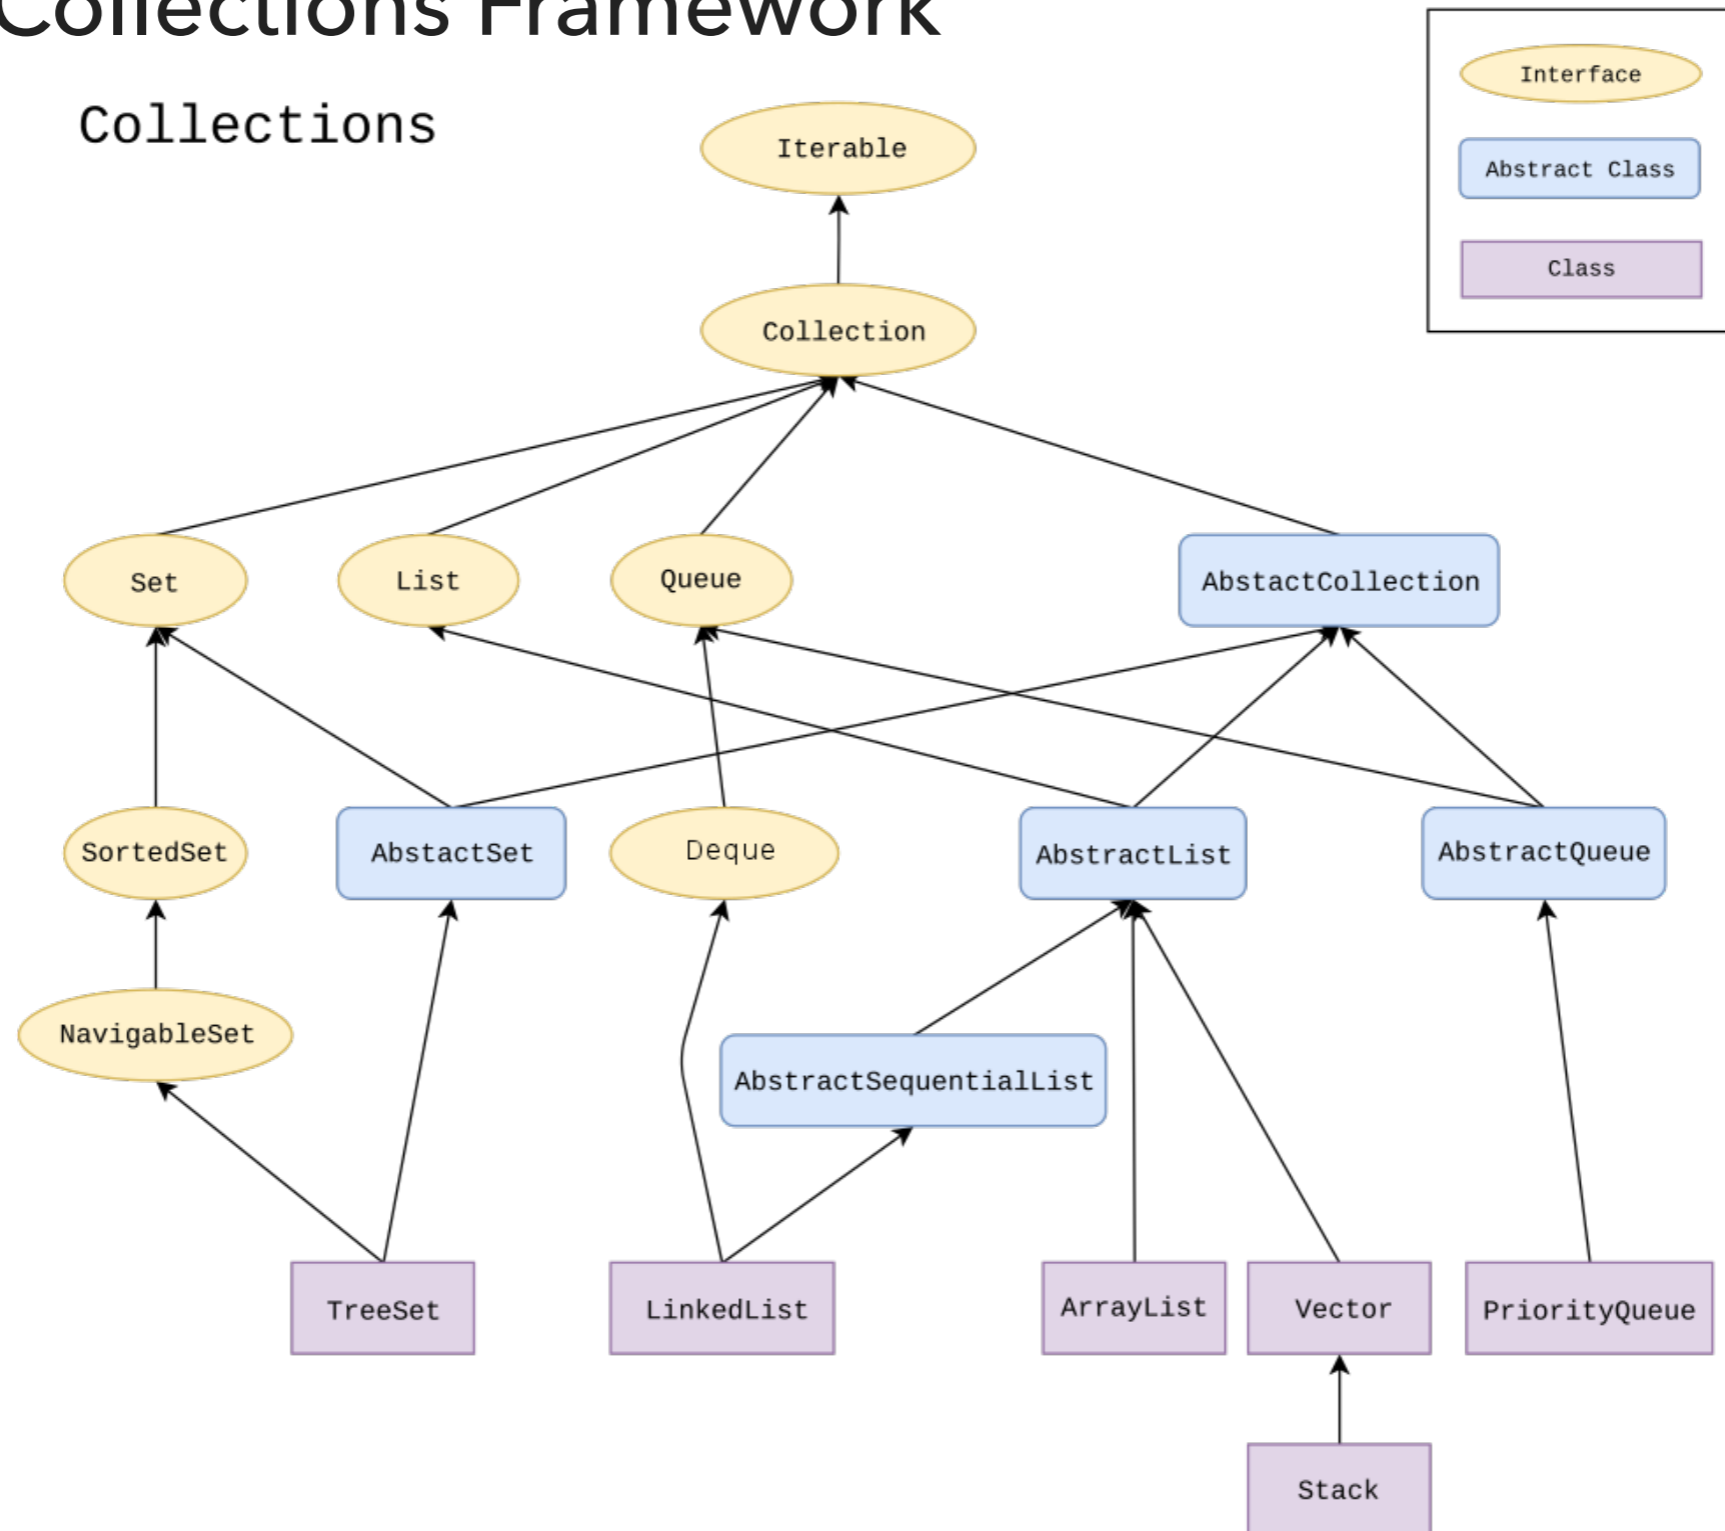 Collections Framework
Interface
Collections
Iterable
Abstract Class
Class
Collection
Set
List
Queue
AbstactCollection
SortedSet
AbstactSet
Deque
AbstractList
AbstractQueue
NavigableSet
AbstractSequentialList
TreeSet
LinkedList
ArrayList
Vector
PriorityQueue
Stack